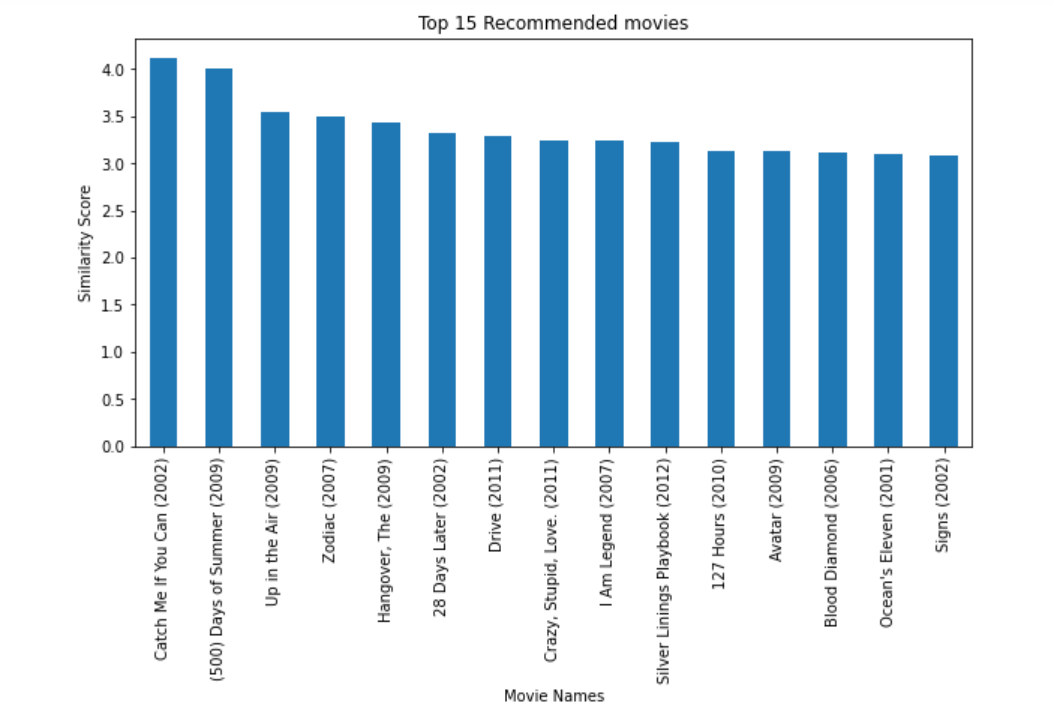 Top 15 Recommended movies
Similarity Score
4.0
3.5
3.0
2.5
2.0
1.5
1.0
0.5
0.0
Catch Me If You Can (2002)
(500) Days of Summer (2009)
Up in the Air (2009)
Zodiac (2007)
Hangover, The (2009)
28 Days Later (2002)
Drive (2011)
Crazy, Stupid, Love. (2011)
I Am Legend (2007)
Silver Linings Playbook (2012)
127 Hours (2010)
Avatar (2009)
Blood Diamond (2006)
Ocean's Eleven (2001)
Signs (2002)
Movie Names